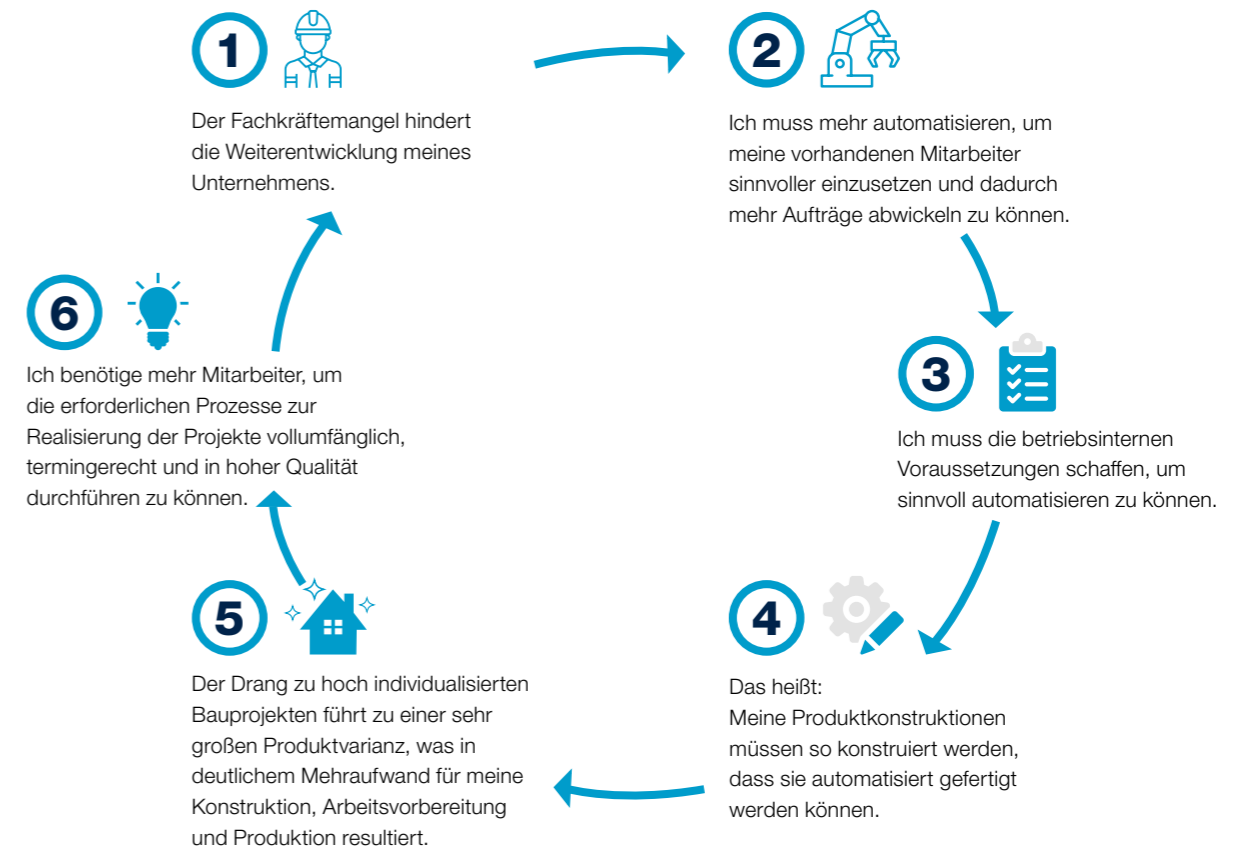 1
Der Fachkräftemangel hindert
die Weiterentwicklung meines
Unternehmens.
2
Ich muss mehr automatisieren, um
meine vorhandenen Mitarbeiter
sinnvoller einzusetzen und dadurch
mehr Aufträge abwickeln zu können.
3
Ich muss die betriebsinternen
Voraussetzungen schaffen, um
sinnvoll automatisieren zu können.
4
Das heißt:
Meine Produktkonstruktionen
müssen so konstruiert werden,
dass sie automatisiert gefertigt
werden können.
5
Der Drang zu hoch individualisierten
Bauprojekten führt zu einer sehr
großen Produktvarianz, was in
deutlichem Mehraufwand für meine
Konstruktion, Arbeitsvorbereitung
und Produktion resultiert.
6
Ich benötige mehr Mitarbeiter, um
die erforderlichen Prozesse zur
Realisierung der Projekte vollumfänglich,
termingerecht und in hoher Qualität
durchführen zu können.